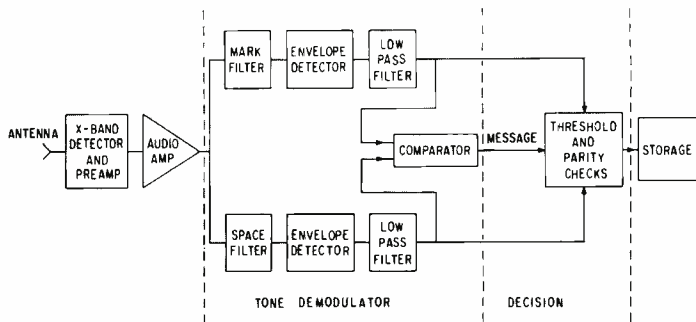 MARK
FILTER
ENVELOPE
DETECTOR
LOW
PASS
FILTER
ANTENNA
X-BAND
DETECTOR
AND
PREAMP
AUDIO
AMP
COMPARATOR
MESSAGE
THRESHOLD
AND
PARITY
CHECKS
STORAGE
SPACE
FILTER
ENVELOPE
DETECTOR
LOW
PASS
FILTER
TONE DEMODULATOR
DECISION